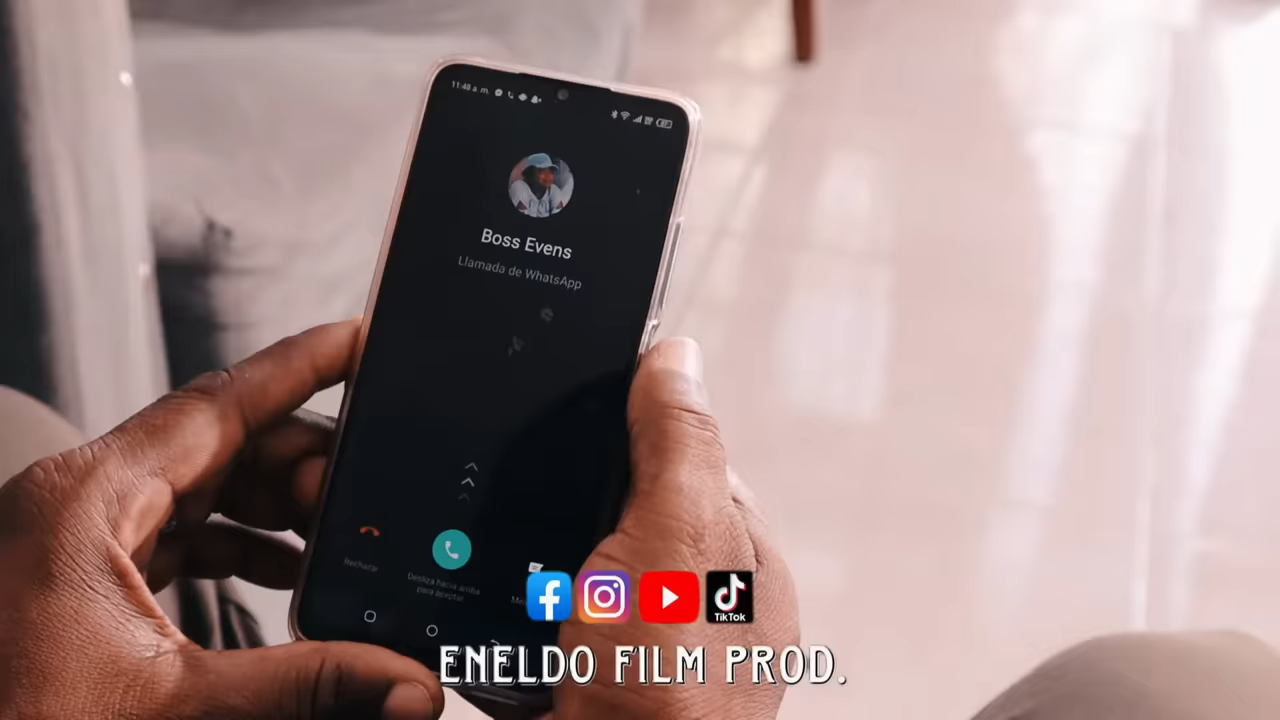 11:48 a. m.
Boss Evens
Llamada de WhatsApp
Rechazar
Desliza hacia arriba
para aceptar
TikTok
ENELDO FILM PROD.